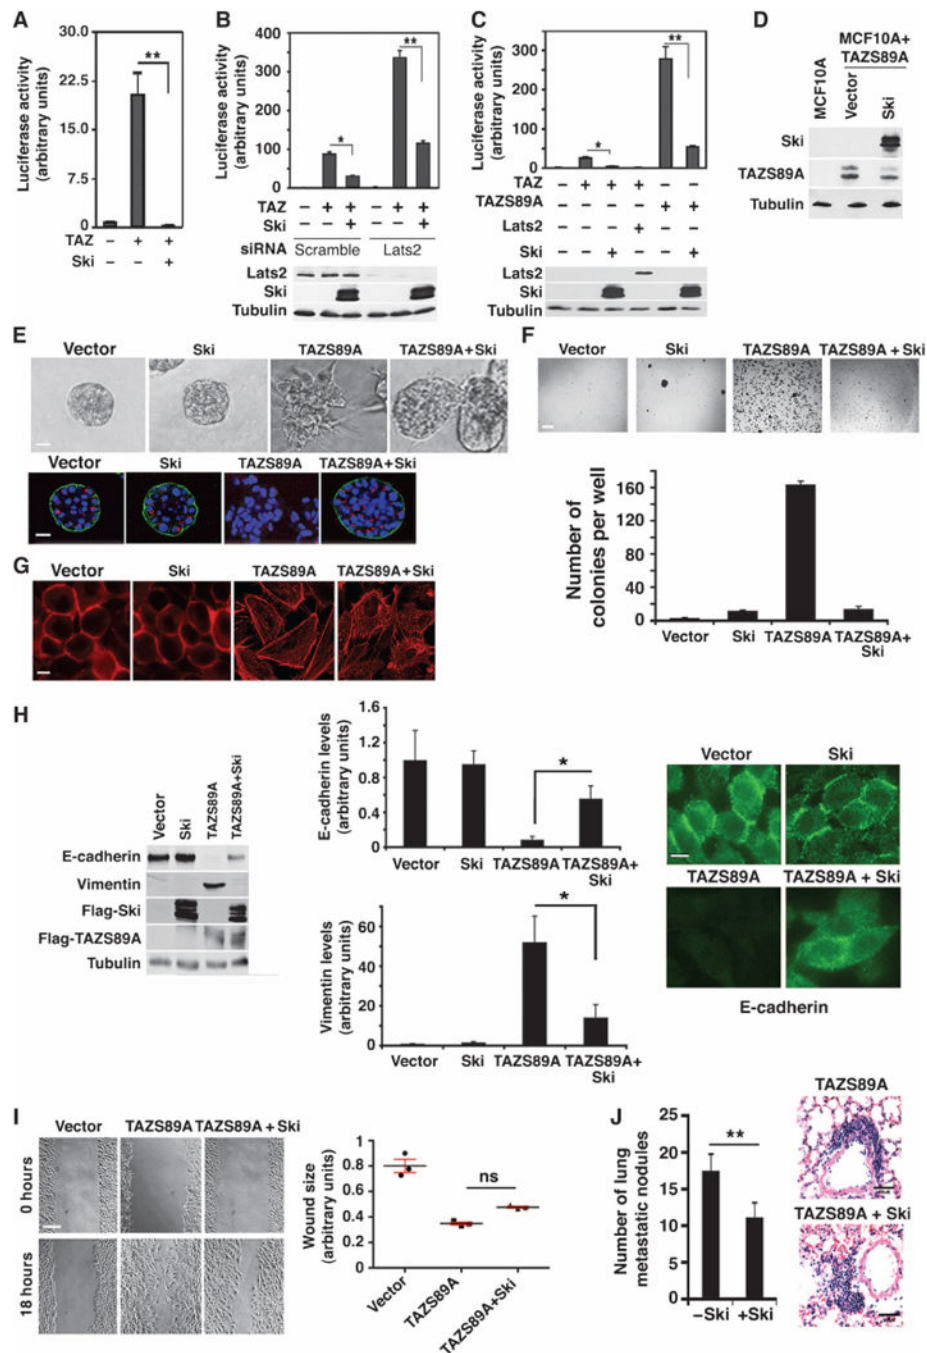 A
Luciferase activity
(arbitrary units)
30.0
22.5
15.0
7.5
0
**
TAZ – + +
Ski – – +
B
Luciferase activity
(arbitrary units)
400
300
200
100
0
*
**
TAZ – + + – + +
Ski – – + – – +
siRNA Scramble Lats2
Lats2
Ski
Tubulin
C
Luciferase activity
(arbitrary units)
300
200
100
0
*
**
TAZ – + + + – –
TAZS89A – – – – + +
Lats2 – – – + – –
Ski – – + – – +
Lats2
Ski
Tubulin
D
MCF10A+
TAZS89A
MCF10A
Vector
Ski
Ski
TAZS89A
Tubulin
E
Vector Ski TAZS89A TAZS89A+Ski
Vector Ski TAZS89A TAZS89A+Ski
F
Vector Ski TAZS89A TAZS89A + Ski
Number of
colonies per well
160
120
80
40
0
Vector Ski TAZS89A TAZS89A+
Ski
G
Vector Ski TAZS89A TAZS89A+Ski
H
Vector
Ski
TAZS89A
TAZS89A+Ski
E-cadherin
Vimentin
Flag-Ski
Flag-TAZS89A
Tubulin
E-cadherin levels
(arbitrary units)
1.6
1.2
0.8
0.4
0
*
Vector Ski TAZS89A TAZS89A+
Ski
Vimentin levels
(arbitrary units)
60
40
20
0
*
Vector Ski TAZS89A TAZS89A+
Ski
Vector Ski
TAZS89A TAZS89A + Ski
E-cadherin
I
Vector TAZS89A TAZS89A + Ski
0 hours
18 hours
Wound size
(arbitrary units)
1
0.8
0.6
0.4
0.2
0
ns
Vector
TAZS89A
TAZS89A+Ski
J
Number of lung
metastatic nodules
25
20
15
10
5
0
**
–Ski +Ski
TAZS89A
TAZS89A + Ski